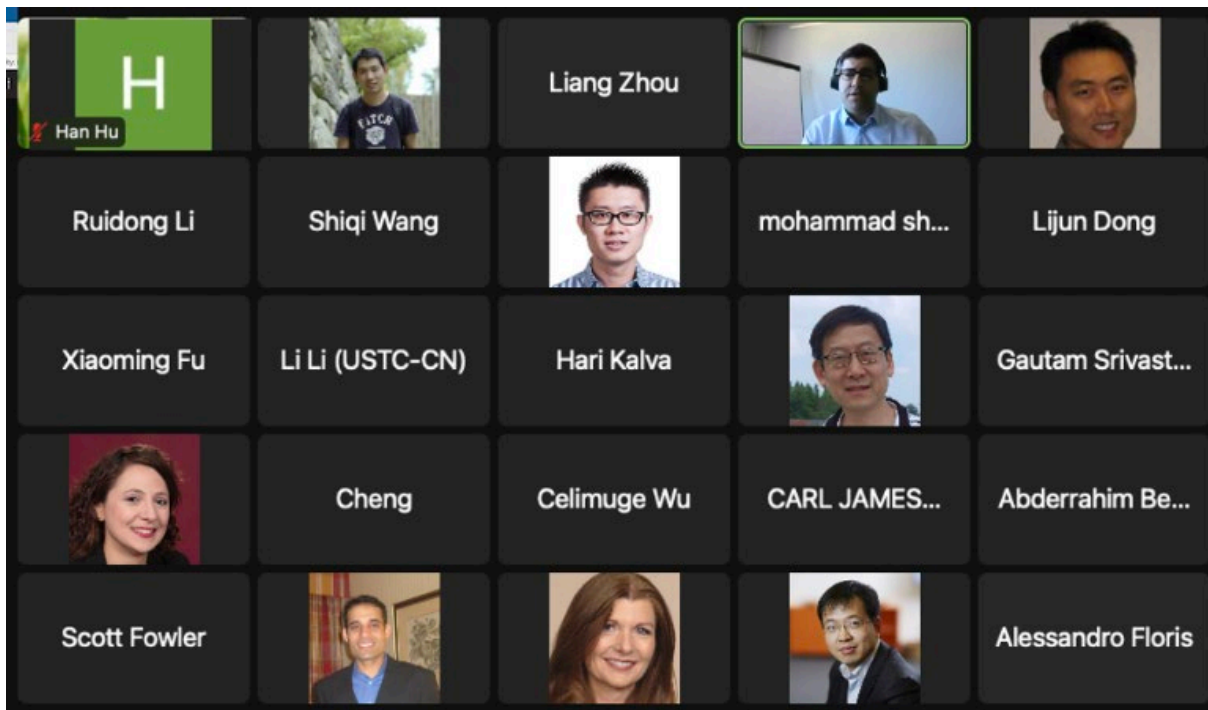 H
Han Hu
Liang Zhou
Ruidong Li
Shiqi Wang
mohammad sh...
Lijun Dong
Xiaoming Fu
Li Li (USTC-CN)
Hari Kalva
Gautam Srivast...
Cheng
Celimuge Wu
CARL JAMES...
Abderrahim Be...
Scott Fowler
Alessandro Floris